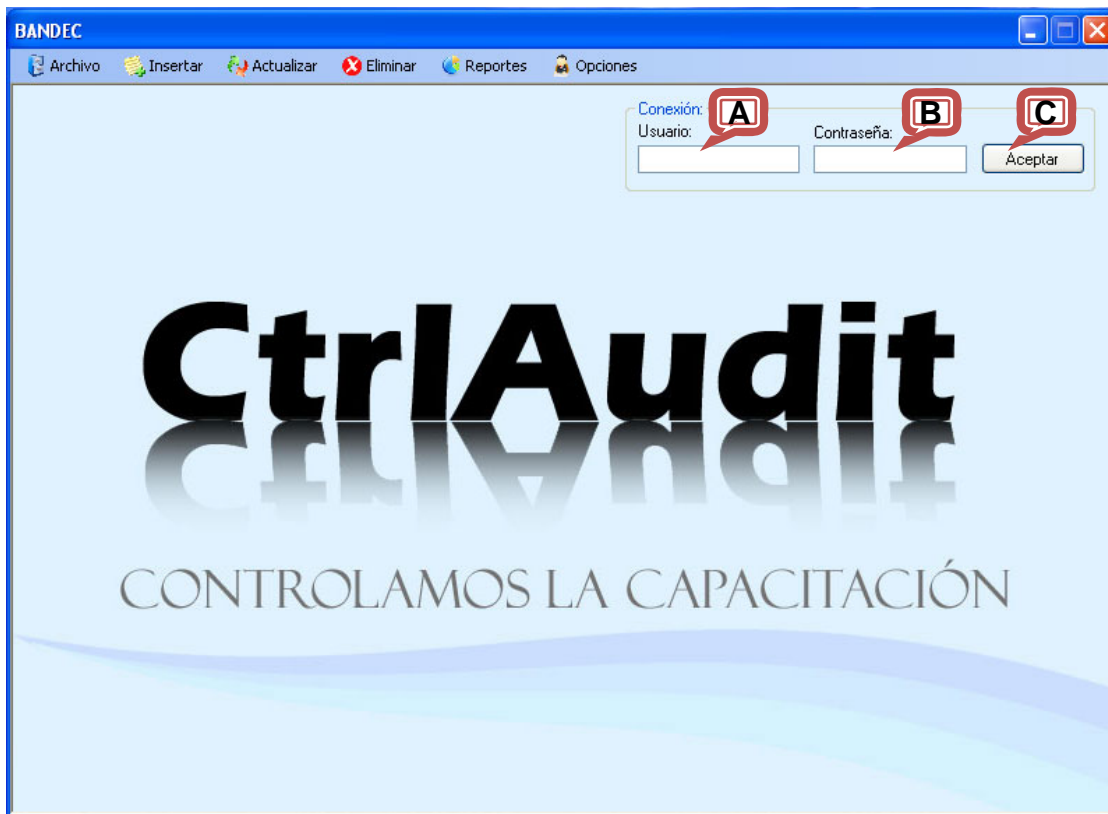 BANDEC
Archivo Insertar Actualizar Eliminar Reportes Opciones
Conexión: A B C
Usuario: Contraseña:
Aceptar
CtrlAudit
CONTROLAMOS LA CAPACITACIÓN